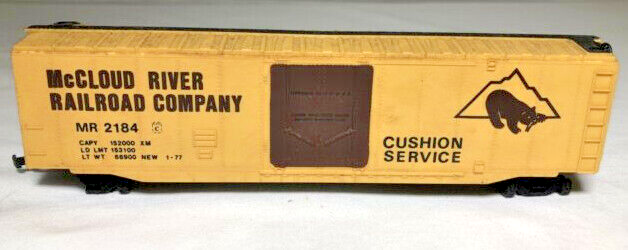 McCLOUD RIVER
RAILROAD COMPANY
MR 2184
C
CAPY 152000 XM
LD LMT 153100
LT WT 66900 NEW 1-77
CUSHION
SERVICE